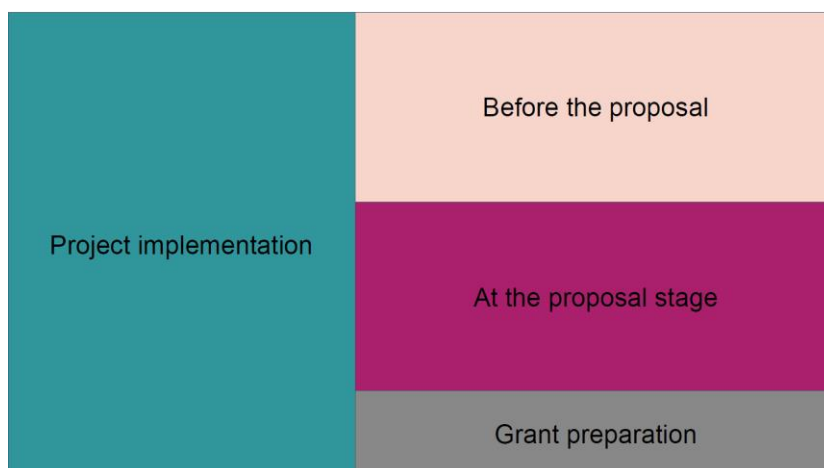 Project implementation
Before the proposal
At the proposal stage
Grant preparation